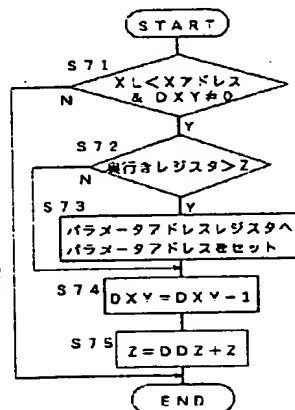 START
S71
XL<Xアドレス
& DXY≠0
N
Y
S72
奥行きレジスタ>Z
N
Y
S73
パラメータアドレスレジスタへ
パラメータアドレスをセット
S74
DXY=DXY-1
S75
Z=DDZ+Z
END